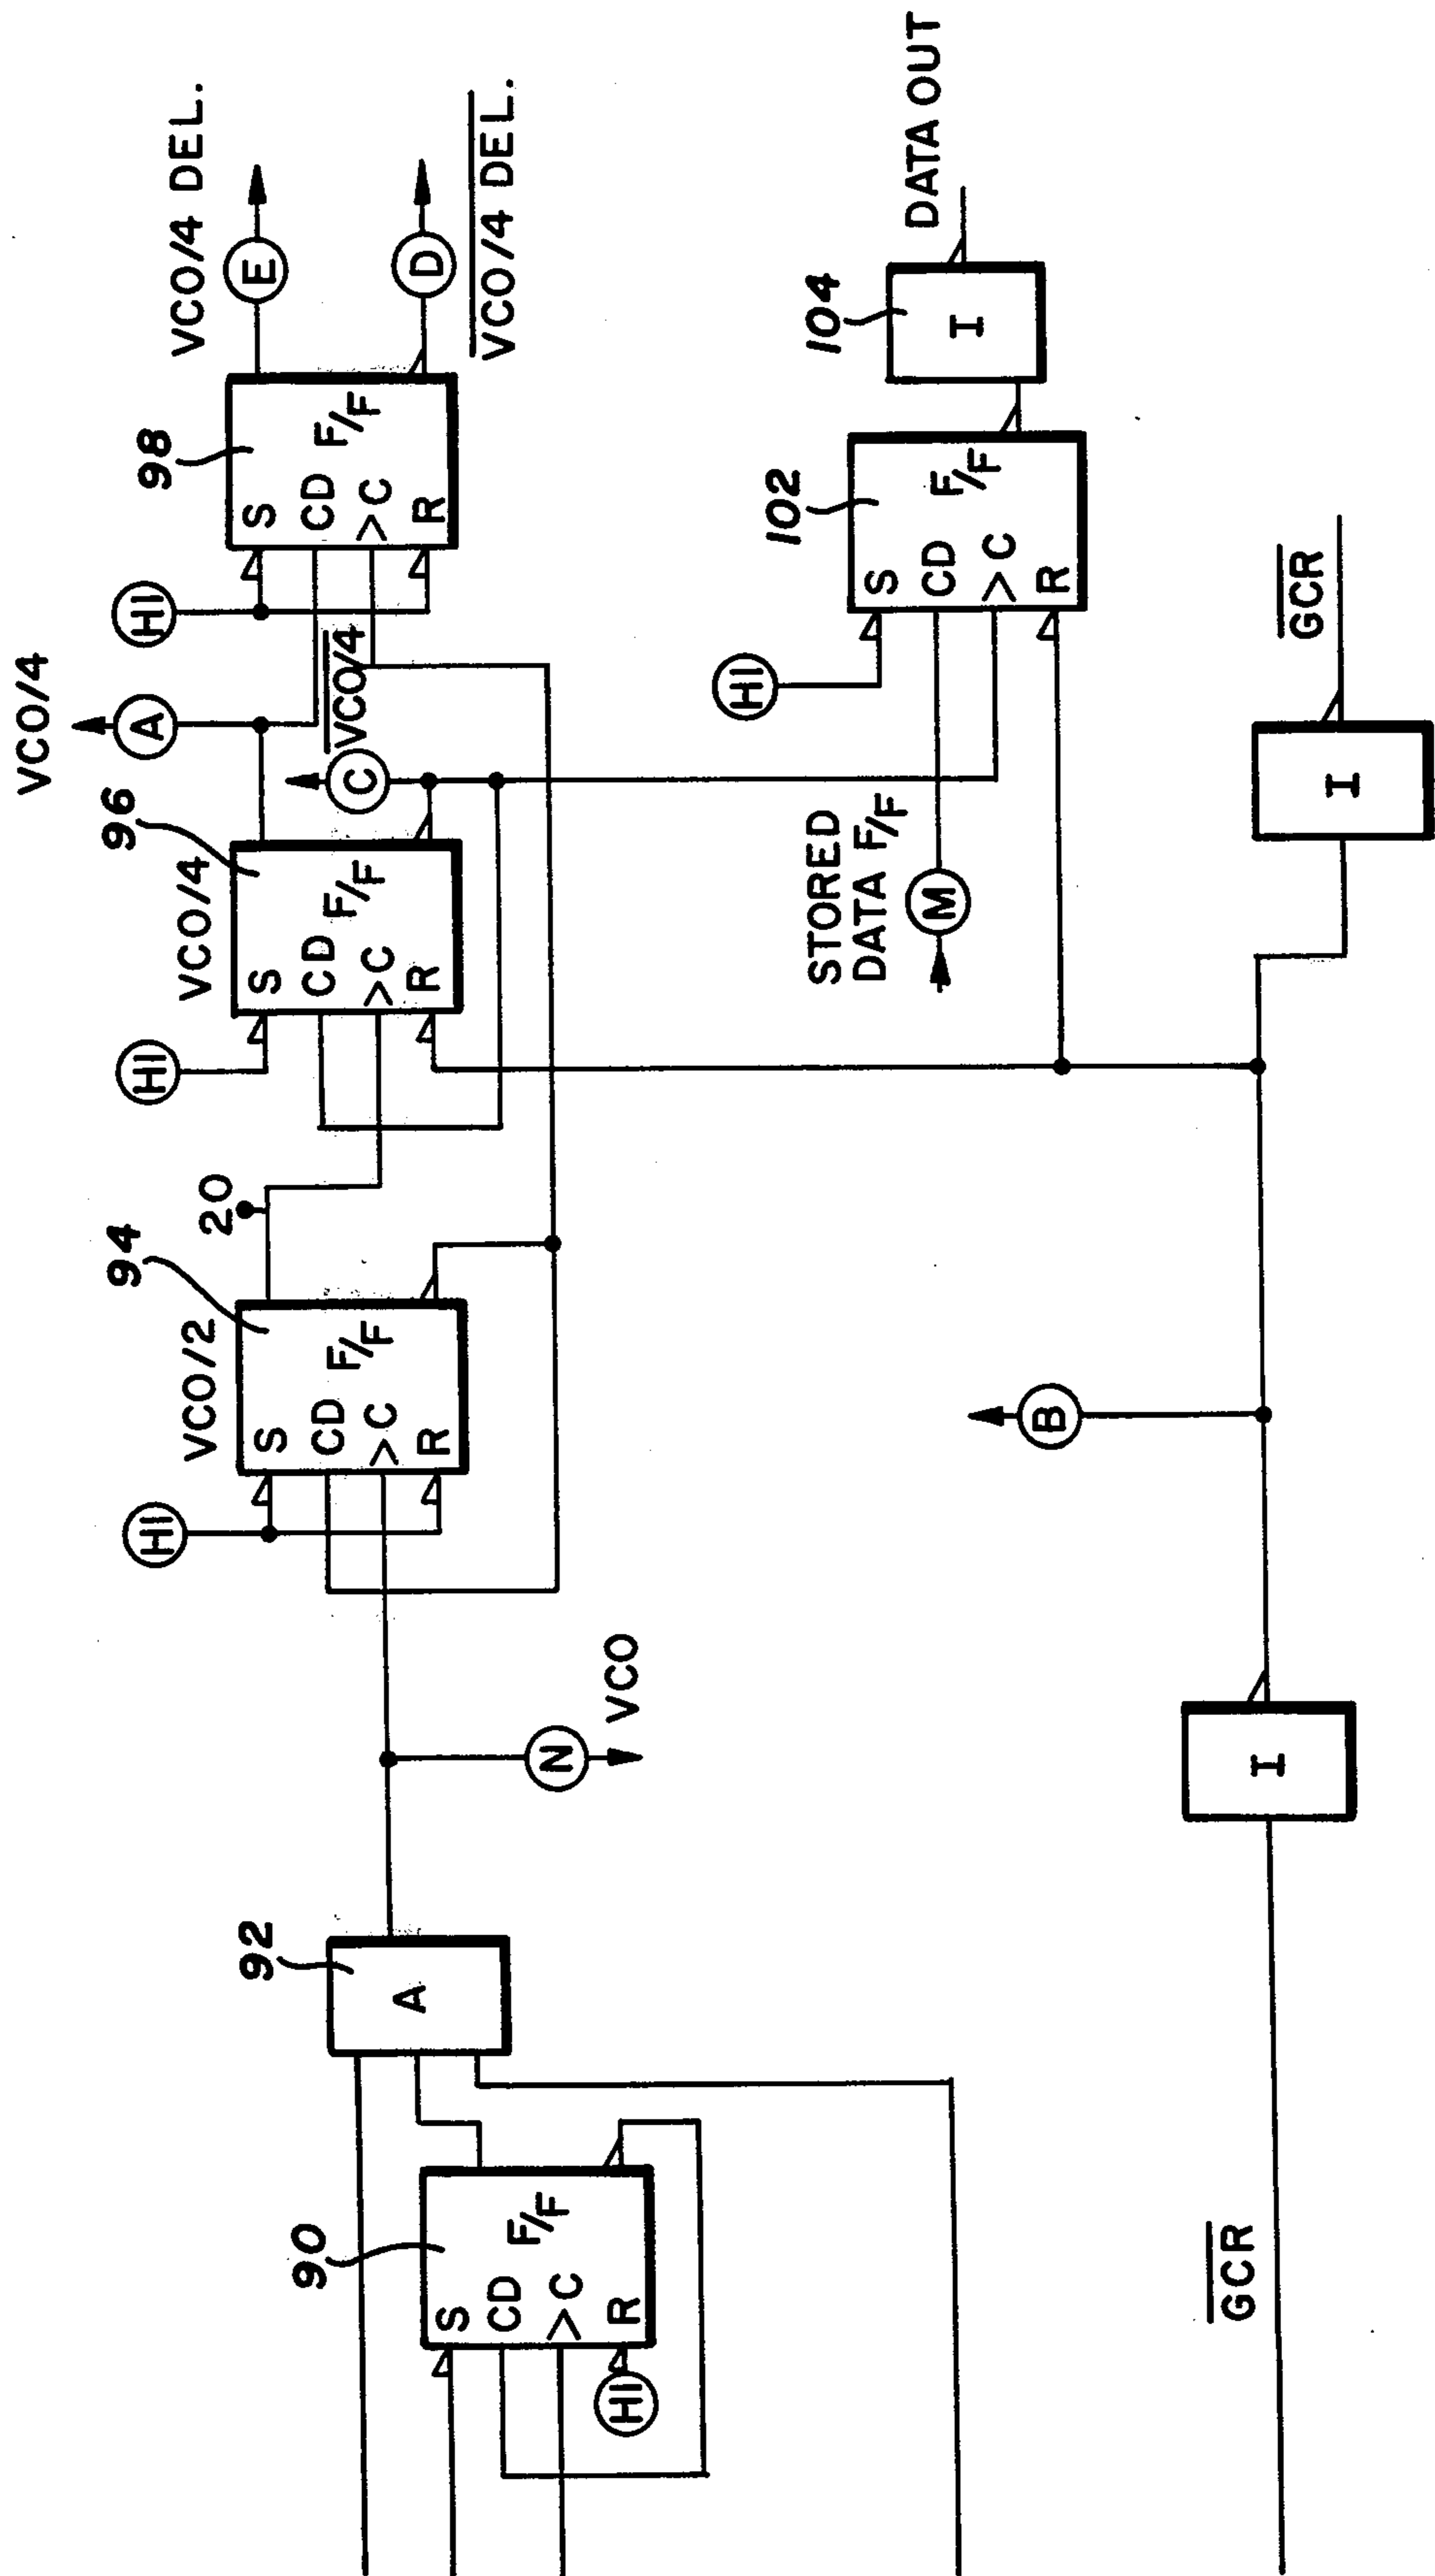 90
S
CD
>C
R
F/F
HI
92
A
N
VCO
94
VCO/2
HI
S
CD
>C
R
F/F
20
96
VCO/4
HI
S
CD
>C
R
F/F
VCO/4
A
C
VCO/4
98
HI
S
CD
>C
R
F/F
VCO/4 DEL.
E
D
VCO/4 DEL.
STORED
DATA F/F
M
102
HI
S
CD
>C
R
F/F
104
I
DATA OUT
GCR
I
B
I
GCR